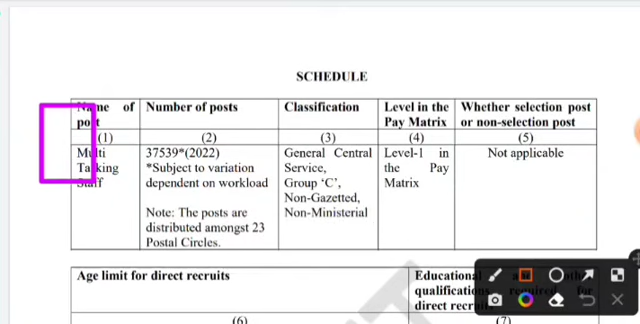 SCHEDULE
Name of post | Number of posts | Classification | Level in the Pay Matrix | Whether selection post or non-selection post
(1) | (2) | (3) | (4) | (5)
Multi Tasking Staff | 37539*(2022) *Subject to variation dependent on workload Note: The posts are distributed amongst 23 Postal Circles. | General Central Service, Group ‘C’, Non-Gazetted, Non-Ministerial | Level-1 in the Pay Matrix | Not applicable
Age limit for direct recruits | Educational and other qualifications required for direct
(6) | (7)